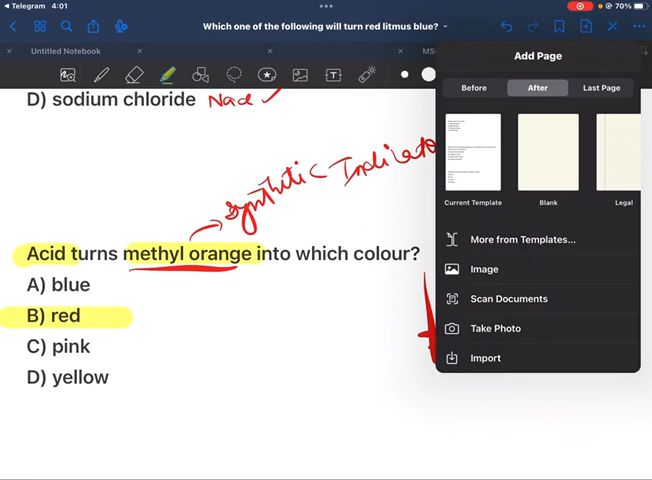 Telegram 4:01 70%
Which one of the following will turn red litmus blue?
Untitled Notebook MS
T
D) sodium chloride
Synthetic Indicato
Acid turns methyl orange into which colour?
A) blue
B) red
C) pink
D) yellow
Add Page
Before After Last Page
Current Template Blank Legal
More from Templates...
Image
Scan Documents
Take Photo
Import